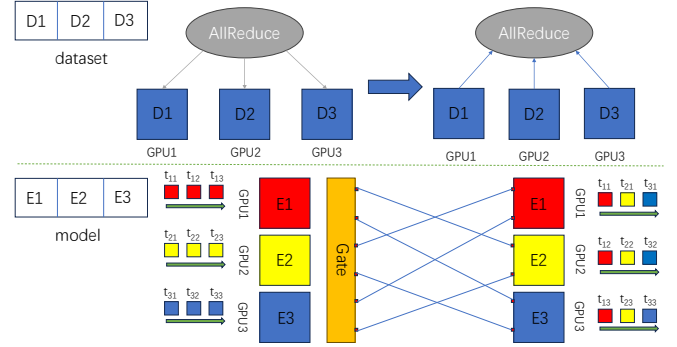 D1 D2 D3
dataset
AllReduce
D1 D2 D3
GPU1 GPU2 GPU3
AllReduce
D1 D2 D3
GPU1 GPU2 GPU3
E1 E2 E3
model
t11 t12 t13
GPU1
E1
t21 t22 t23
GPU2
E2
t31 t32 t33
GPU3
E3
Gate
E1
GPU1
t11 t21 t31
E2
GPU2
t12 t22 t32
E3
GPU3
t13 t23 t33